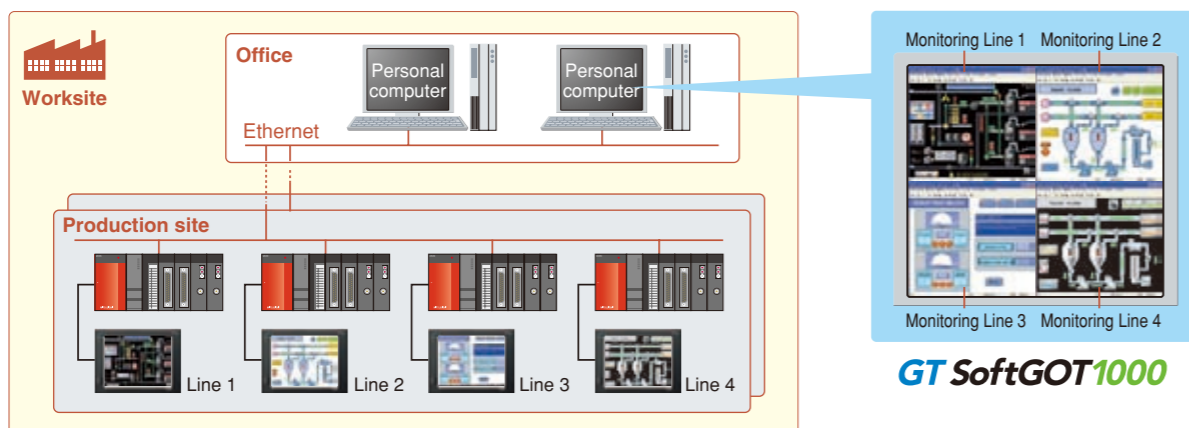 Worksite
Office
Personal
computer
Personal
computer
Ethernet
Production site
Line 1
Line 2
Line 3
Line 4
Monitoring Line 1
Monitoring Line 2
Monitoring Line 3
Monitoring Line 4
GT SoftGOT1000